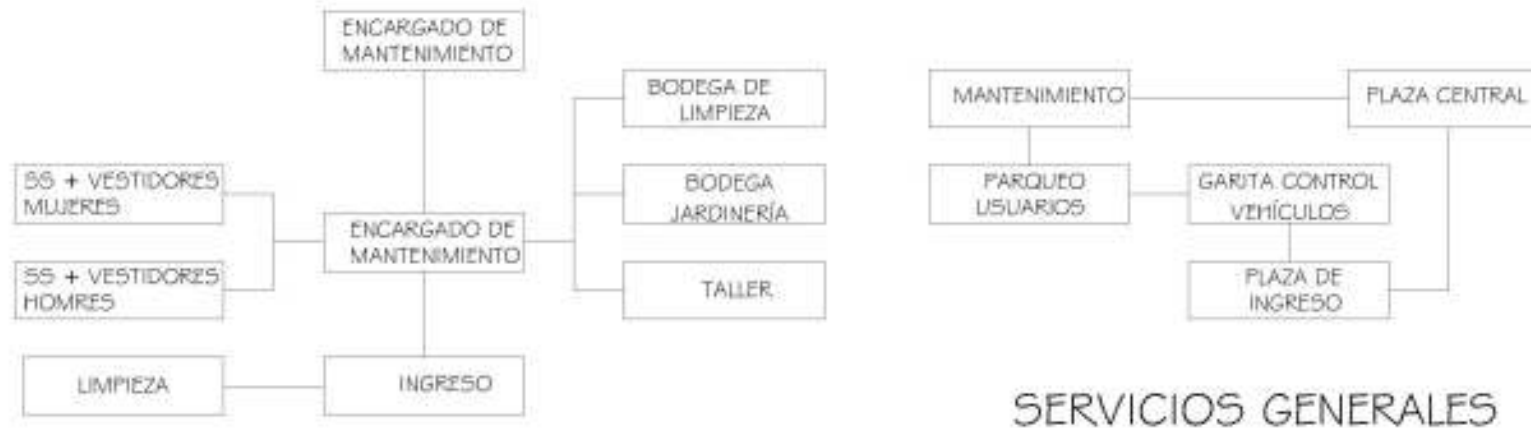 ENCARGADO DE
MANTENIMIENTO
BODEGA DE
LIMPIEZA
BODEGA
JARDINERÍA
TALLER
SS + VESTIDORES
MUJERES
SS + VESTIDORES
HOMRES
ENCARGADO DE
MANTENIMIENTO
LIMPIEZA
INGRESO
MANTENIMIENTO
PLAZA CENTRAL
PARQUEO
USUARIOS
GARITA CONTROL
VEHÍCULOS
PLAZA DE
INGRESO
SERVICIOS GENERALES